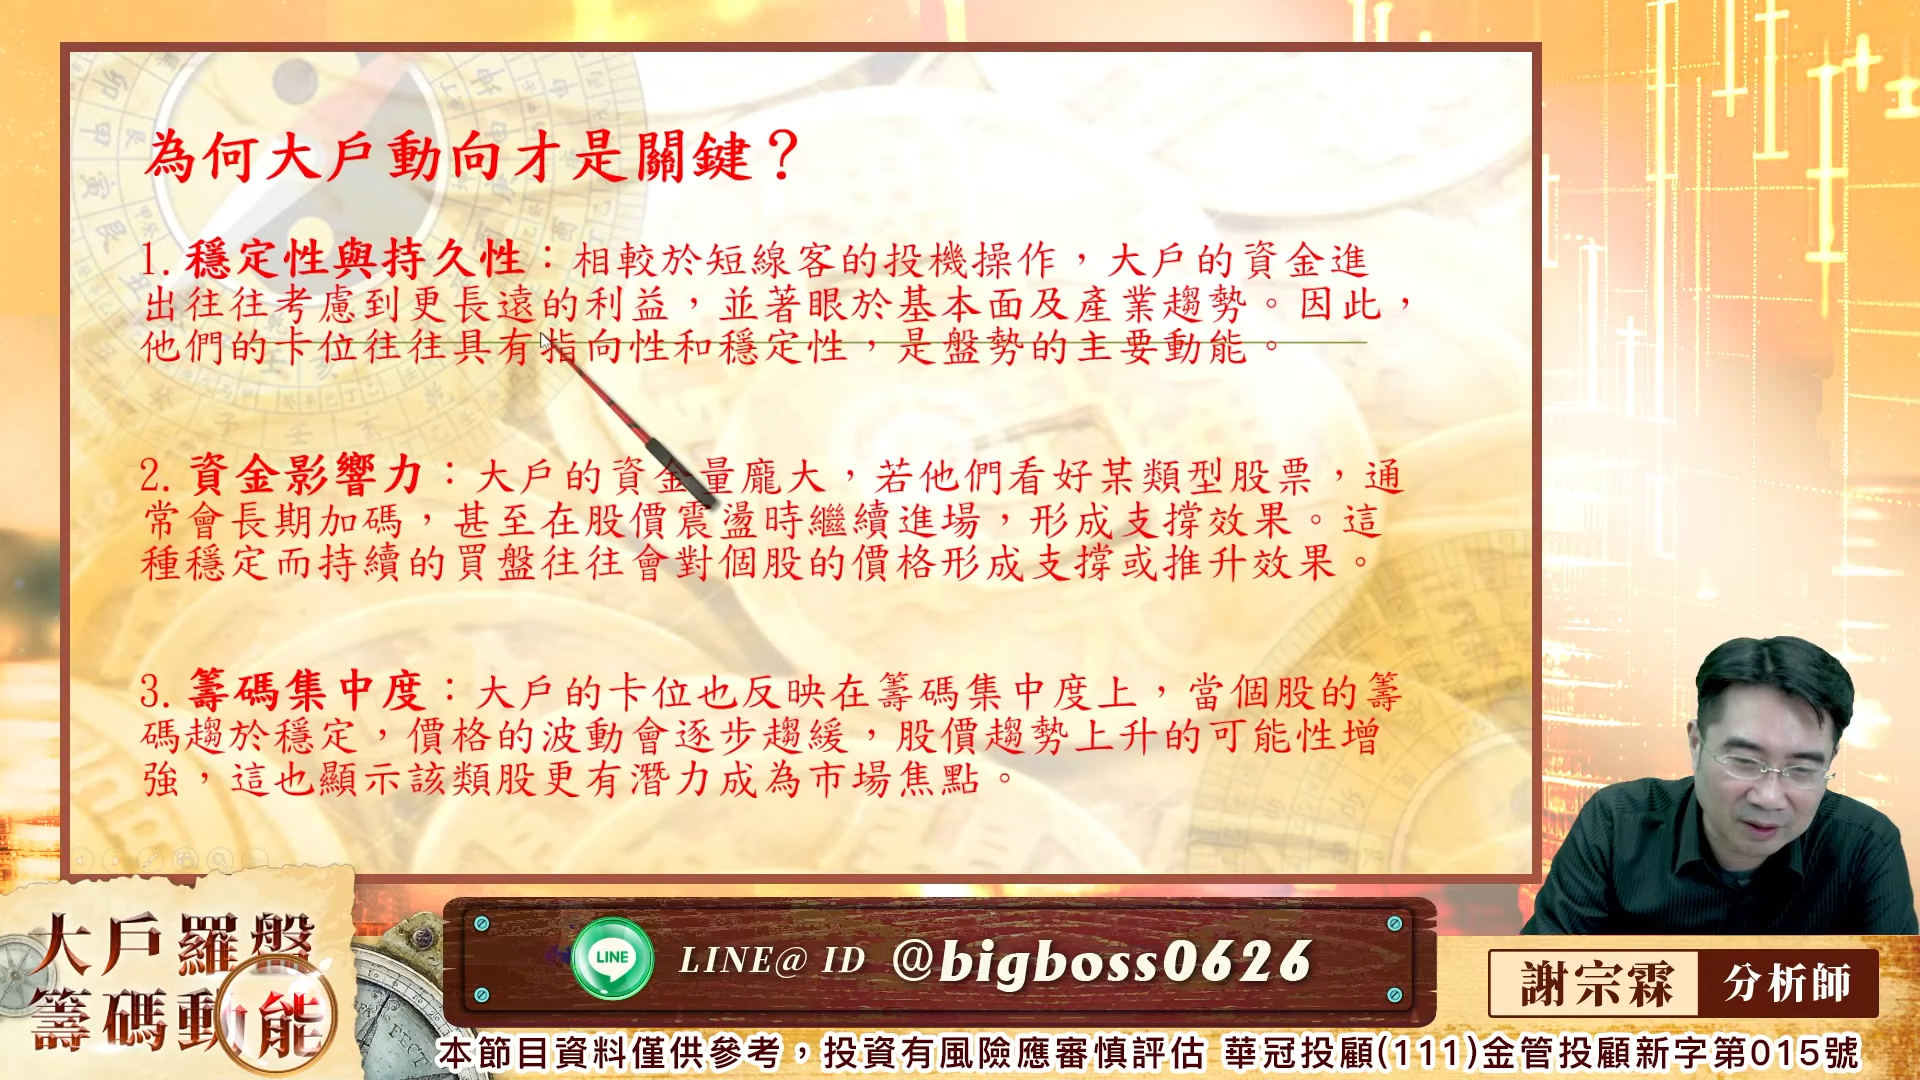 為何大戶動向才是關鍵？
1. 穩定性與持久性：相較於短線客的投機操作，大戶的資金進
出往往考慮到更長遠的利益，並著眼於基本面及產業趨勢。因此，
他們的卡位往往具有指向性和穩定性，是盤勢的主要動能。
2. 資金影響力：大戶的資金量龐大，若他們看好某類型股票，通
常會長期加碼，甚至在股價震盪時繼續進場，形成支撐效果。這
種穩定而持續的買盤往往會對個股的價格形成支撐或推升效果。
3. 籌碼集中度：大戶的卡位也反映在籌碼集中度上，當個股的籌
碼趨於穩定，價格的波動會逐步趨緩，股價趨勢上升的可能性增
強，這也顯示該類股更有潛力成為市場焦點。
大戶羅盤
籌碼動能
LINE
LINE@ ID @bigboss0626
謝宗霖 分析師
本節目資料僅供參考，投資有風險應審慎評估 華冠投顧(111)金管投顧新字第015號